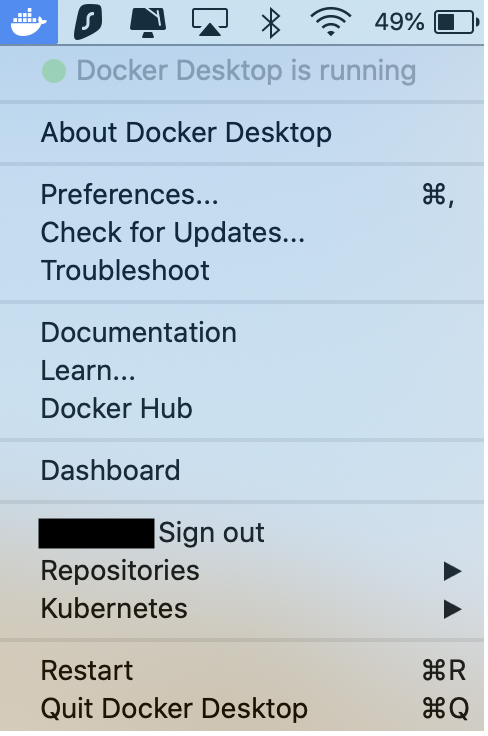 49%
Docker Desktop is running
About Docker Desktop
Preferences... ⌘,
Check for Updates...
Troubleshoot
Documentation
Learn...
Docker Hub
Dashboard
Sign out
Repositories ▶
Kubernetes ▶
Restart ⌘R
Quit Docker Desktop ⌘Q